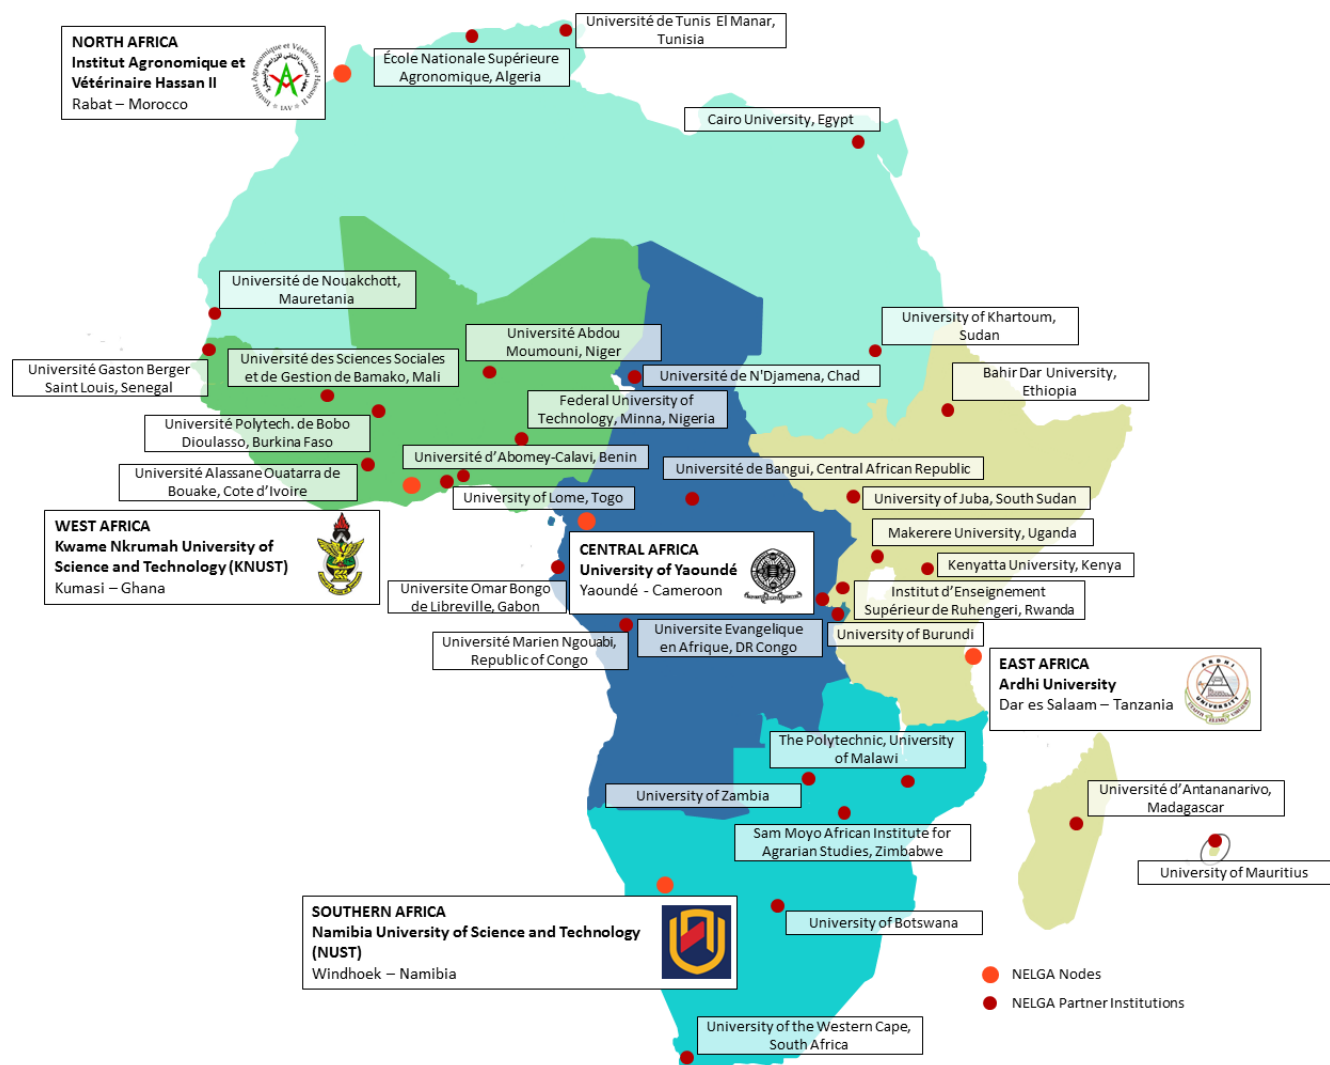 Université de Tunis El Manar,
Tunisia
NORTH AFRICA
Institut Agronomique et
Vétérinaire Hassan II
Rabat – Morocco
École Nationale Supérieure
Agronomique, Algeria
Cairo University, Egypt
Université de Nouakchott,
Mauretania
University of Khartoum,
Sudan
Université Abdou
Moumouni, Niger
Université Gaston Berger
Saint Louis, Senegal
Université des Sciences Sociales
et de Gestion de Bamako, Mali
Université de N'Djamena, Chad
Bahir Dar University,
Ethiopia
Federal University of
Technology, Minna, Nigeria
Université Polytech. de Bobo
Dioulasso, Burkina Faso
Université d’Abomey-Calavi, Benin
Université de Bangui, Central African Republic
Université Alassane Ouatarra de
Bouake, Cote d’Ivoire
University of Lome, Togo
University of Juba, South Sudan
WEST AFRICA
Kwame Nkrumah University of
Science and Technology (KNUST)
Kumasi – Ghana
Makerere University, Uganda
CENTRAL AFRICA
University of Yaoundé
Yaoundé - Cameroon
Kenyatta University, Kenya
Universite Omar Bongo
de Libreville, Gabon
Institut d’Enseignement
Supérieur de Ruhengeri, Rwanda
Université Marien Ngouabi,
Republic of Congo
Universite Evangelique
en Afrique, DR Congo
University of Burundi
EAST AFRICA
Ardhi University
Dar es Salaam – Tanzania
ARDHI
UNIVERSITY
The Polytechnic, University
of Malawi
University of Zambia
Université d’Antananarivo,
Madagascar
Sam Moyo African Institute for
Agrarian Studies, Zimbabwe
University of Mauritius
SOUTHERN AFRICA
Namibia University of Science and Technology
(NUST)
Windhoek – Namibia
University of Botswana
NELGA Nodes
NELGA Partner Institutions
University of the Western Cape,
South Africa